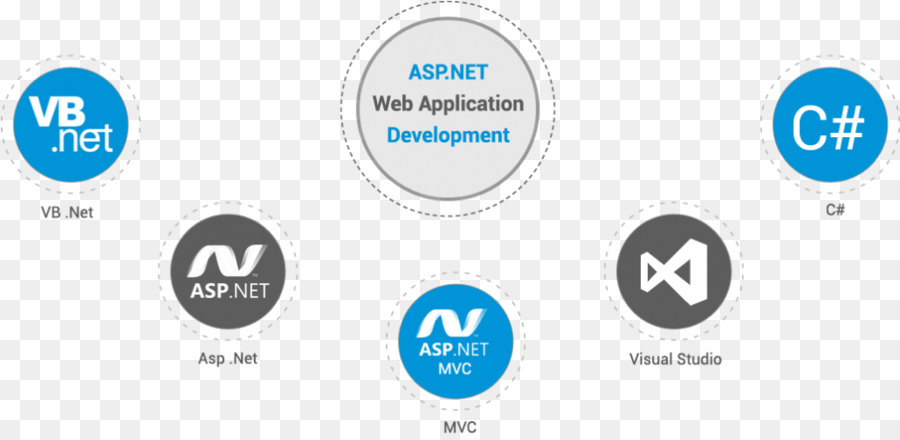 ASP.NET
Web Application
Development
VB
.net
VB .Net
C#
C#
ASP.NET
Asp .Net
Visual Studio
ASP.NET
MVC
MVC